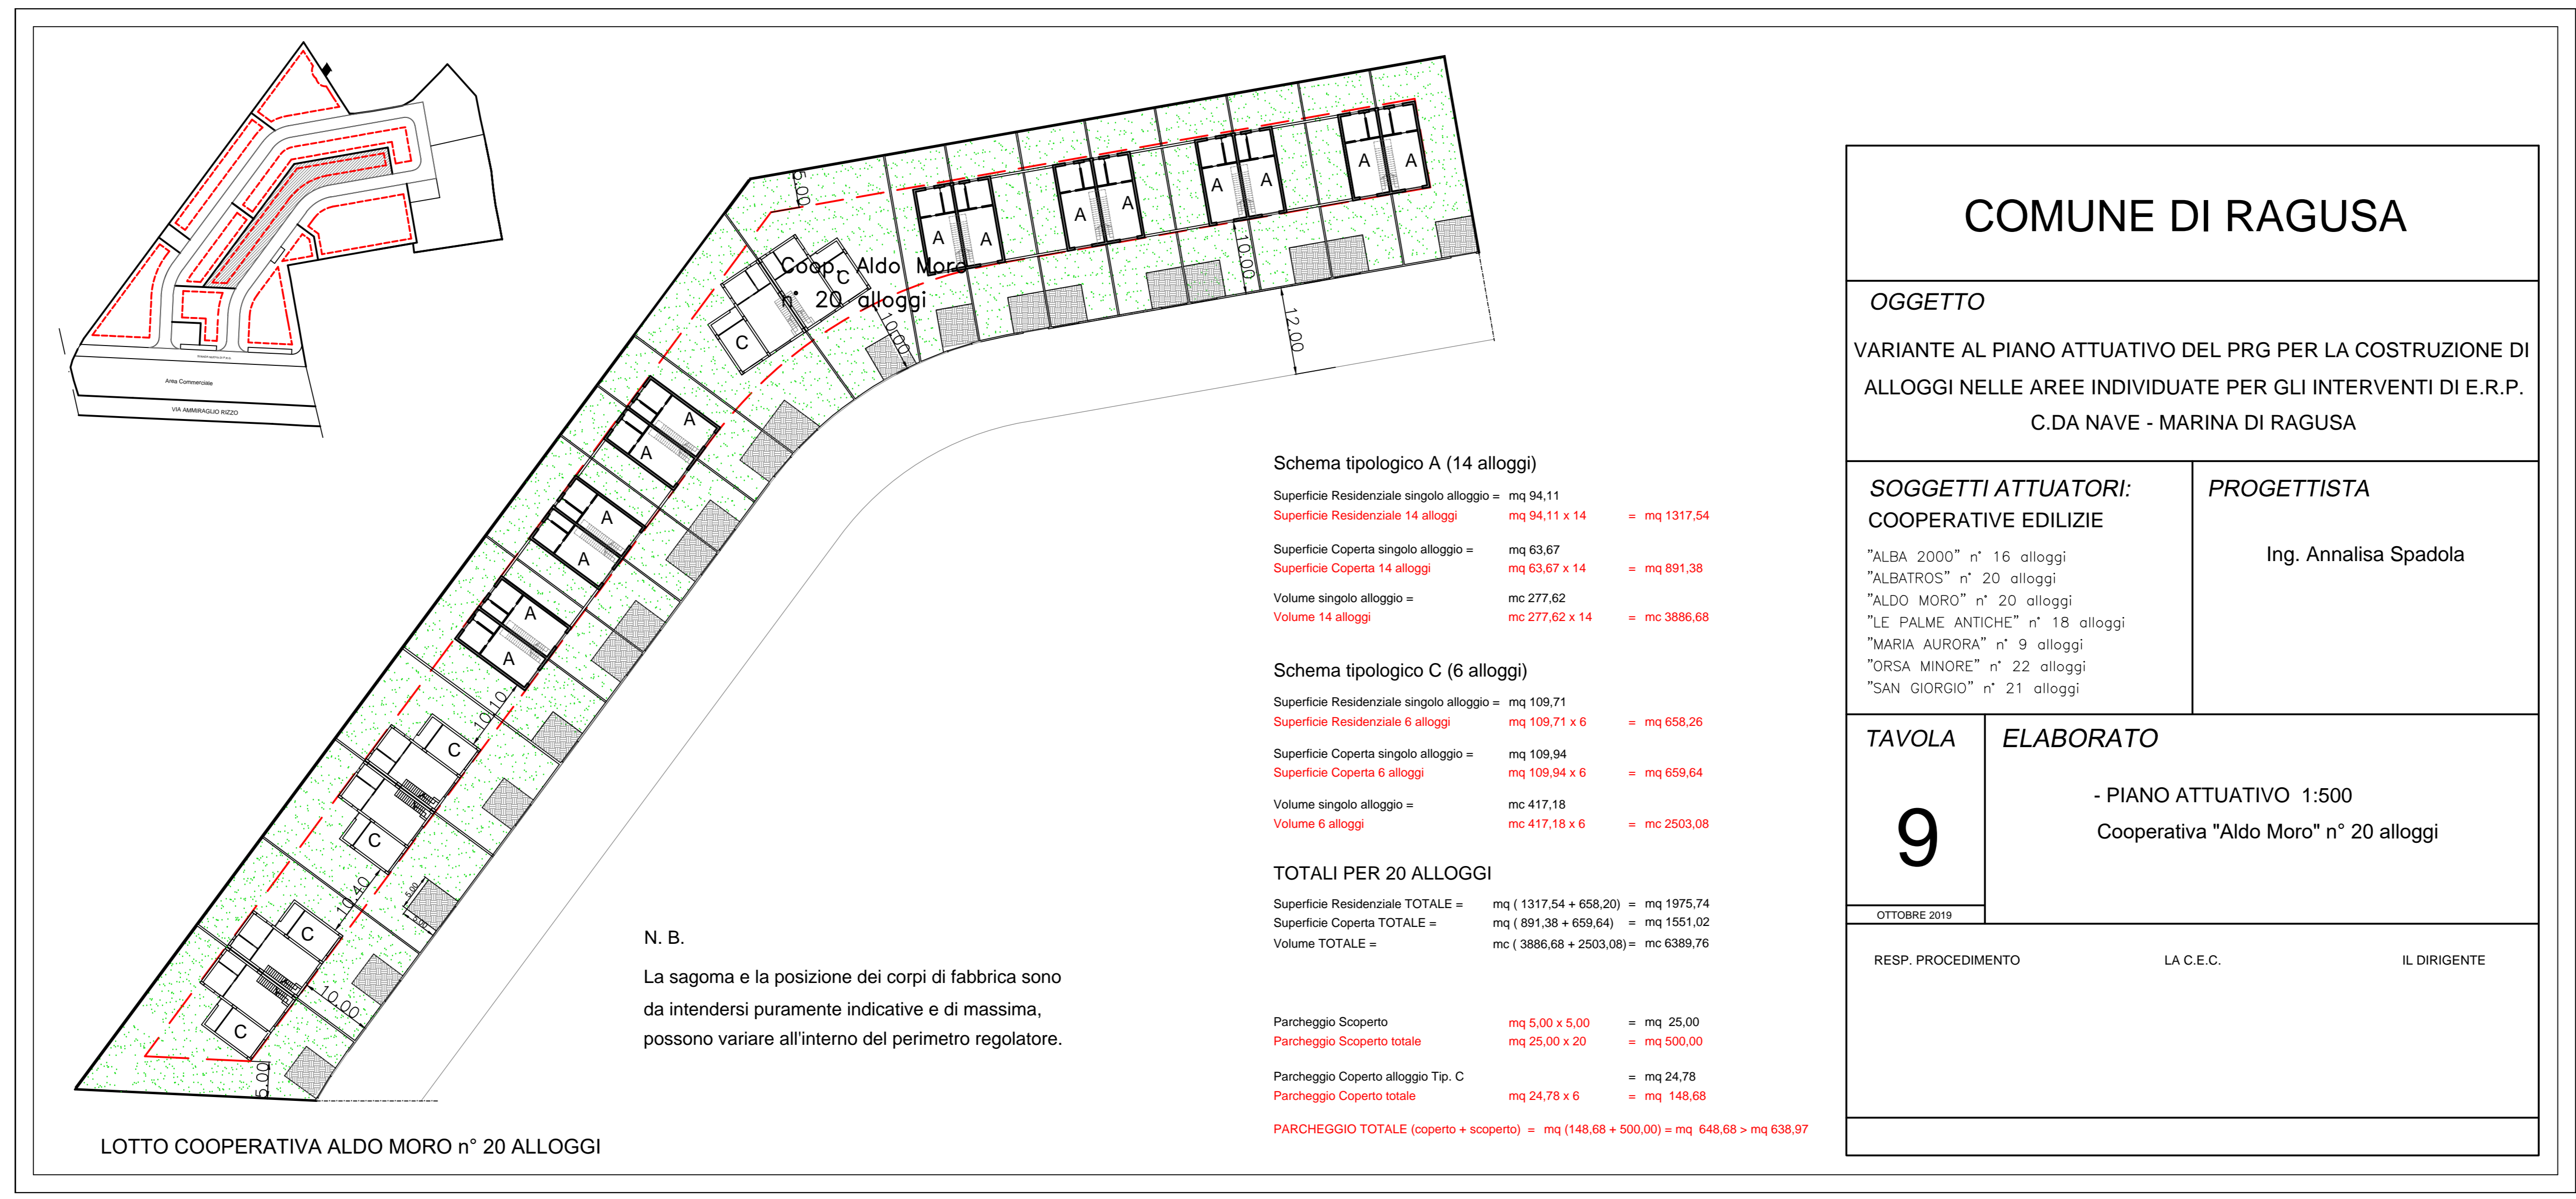 Area Commerciale
VIA AMMIRAGLIO RIZZO
5.00
Coop. Aldo Moro
n° 20 alloggi
A
A
A
A
A
A
A
A
C
C
10.00
10.00
12.00
A
A
A
A
A
A
10.10
C
C
10.40
5.00
5.00
C
C
10.00
5.00
LOTTO COOPERATIVA ALDO MORO n° 20 ALLOGGI
N. B.
La sagoma e la posizione dei corpi di fabbrica sono
da intendersi puramente indicative e di massima,
possono variare all'interno del perimetro regolatore.
Schema tipologico A (14 alloggi)
Superficie Residenziale singolo alloggio = mq 94,11
Superficie Residenziale 14 alloggi mq 94,11 x 14 = mq 1317,54
Superficie Coperta singolo alloggio = mq 63,67
Superficie Coperta 14 alloggi mq 63,67 x 14 = mq 891,38
Volume singolo alloggio = mc 277,62
Volume 14 alloggi mc 277,62 x 14 = mc 3886,68
Schema tipologico C (6 alloggi)
Superficie Residenziale singolo alloggio = mq 109,71
Superficie Residenziale 6 alloggi mq 109,71 x 6 = mq 658,26
Superficie Coperta singolo alloggio = mq 109,94
Superficie Coperta 6 alloggi mq 109,94 x 6 = mq 659,64
Volume singolo alloggio = mc 417,18
Volume 6 alloggi mc 417,18 x 6 = mc 2503,08
TOTALI PER 20 ALLOGGI
Superficie Residenziale TOTALE = mq ( 1317,54 + 658,20) = mq 1975,74
Superficie Coperta TOTALE = mq ( 891,38 + 659,64) = mq 1551,02
Volume TOTALE = mc ( 3886,68 + 2503,08) = mc 6389,76
Parcheggio Scoperto mq 5,00 x 5,00 = mq 25,00
Parcheggio Scoperto totale mq 25,00 x 20 = mq 500,00
Parcheggio Coperto alloggio Tip. C = mq 24,78
Parcheggio Coperto totale mq 24,78 x 6 = mq 148,68
PARCHEGGIO TOTALE (coperto + scoperto) = mq (148,68 + 500,00) = mq 648,68 > mq 638,97
COMUNE DI RAGUSA
OGGETTO
VARIANTE AL PIANO ATTUATIVO DEL PRG PER LA COSTRUZIONE DI
ALLOGGI NELLE AREE INDIVIDUATE PER GLI INTERVENTI DI E.R.P.
C.DA NAVE - MARINA DI RAGUSA
SOGGETTI ATTUATORI:
COOPERATIVE EDILIZIE
"ALBA 2000" n° 16 alloggi
"ALBATROS" n° 20 alloggi
"ALDO MORO" n° 20 alloggi
"LE PALME ANTICHE" n° 18 alloggi
"MARIA AURORA" n° 9 alloggi
"ORSA MINORE" n° 22 alloggi
"SAN GIORGIO" n° 21 alloggi
PROGETTISTA
Ing. Annalisa Spadola
TAVOLA
9
OTTOBRE 2019
ELABORATO
- PIANO ATTUATIVO 1:500
Cooperativa "Aldo Moro" n° 20 alloggi
RESP. PROCEDIMENTO
LA C.E.C.
IL DIRIGENTE